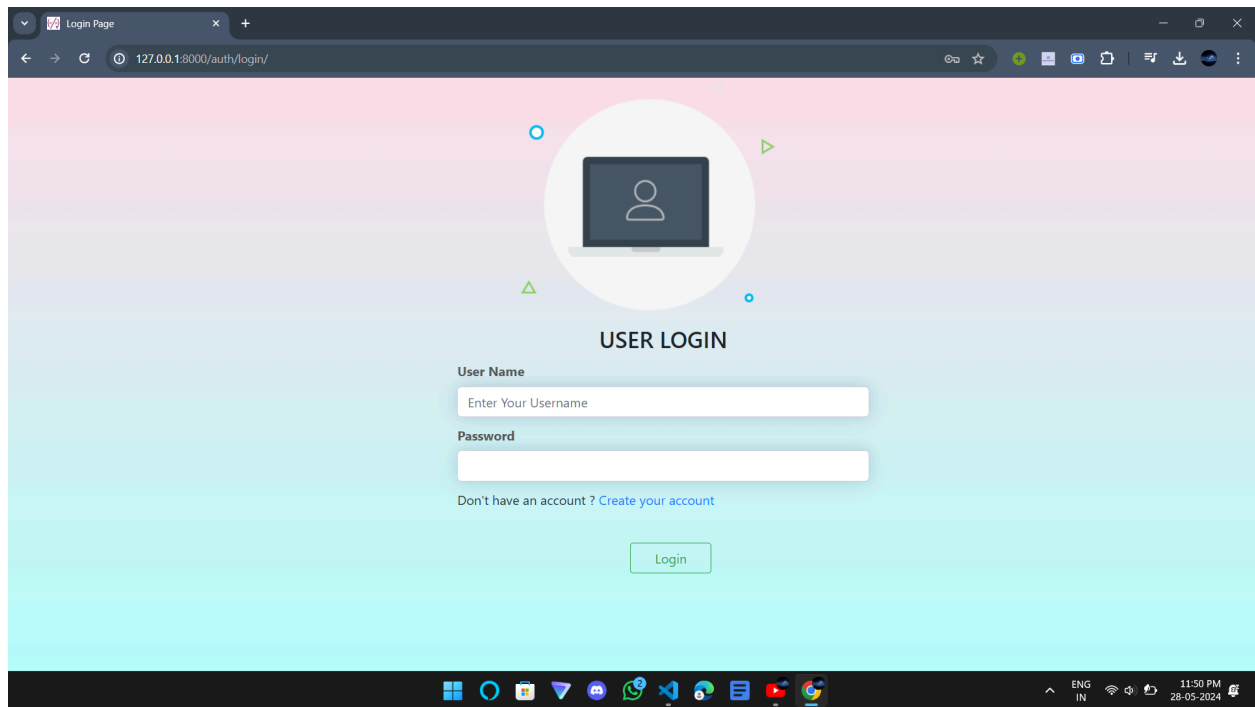 Login Page
127.0.0.1:8000/auth/login/
USER LOGIN
User Name
Enter Your Username
Password
Don't have an account ? Create your account
Login
2
ENG
IN
11:50 PM
28-05-2024